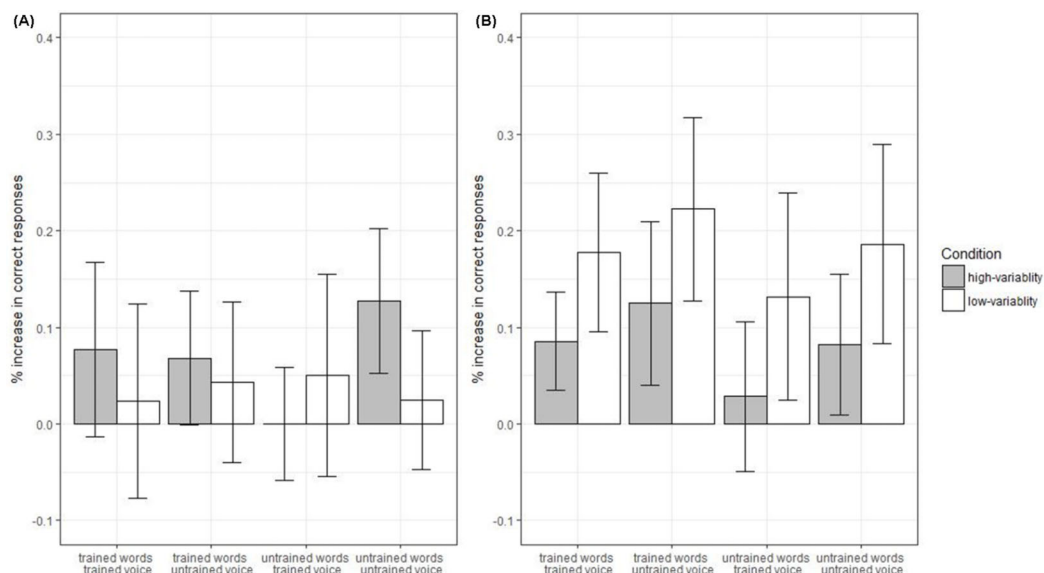 (A)
% increase in correct responses
0.4
0.3
0.2
0.1
0.0
-0.1
trained words
trained voice
trained words
untrained voice
untrained words
trained voice
untrained words
untrained voice
(B)
% increase in correct responses
0.4
0.3
0.2
0.1
0.0
-0.1
trained words
trained voice
trained words
untrained voice
untrained words
trained voice
untrained words
untrained voice
Condition
high-variablity
low-variablity